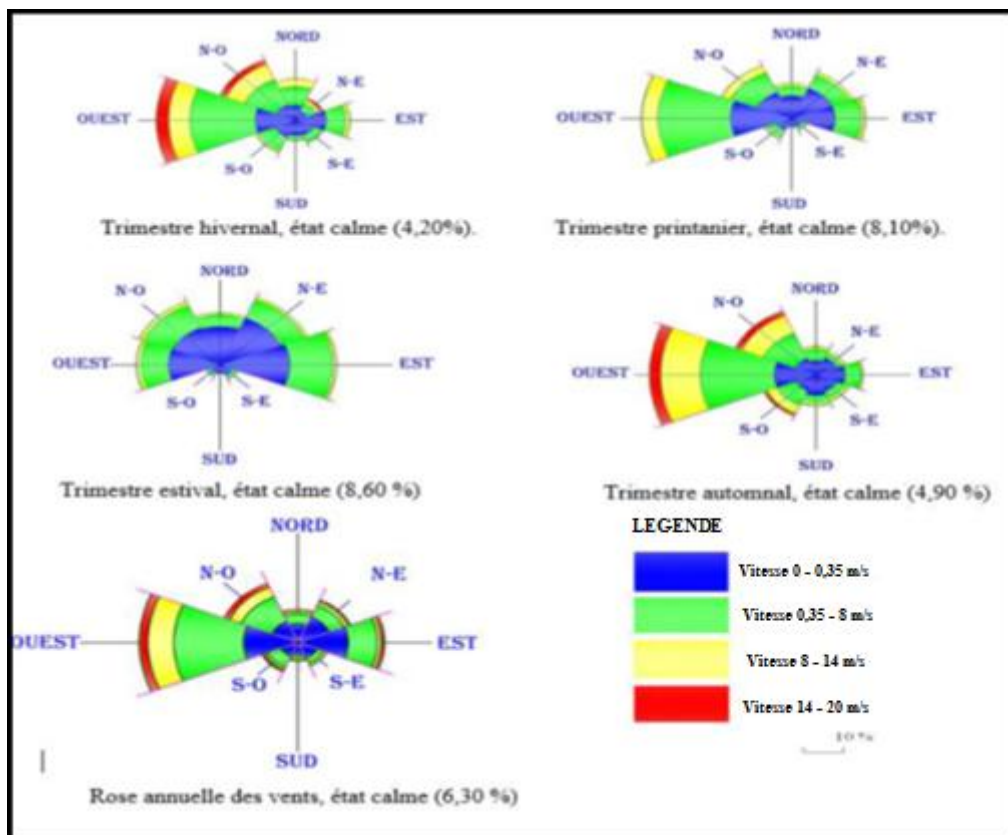 NORD
N-O
N-E
OUEST
EST
S-O
S-E
SUD
Trimestre hivernal, état calme (4,20%).
NORD
N-O
N-E
OUEST
EST
S-O
S-E
SUD
Trimestre printanier, état calme (8,10%).
NORD
N-O
N-E
OUEST
EST
S-O
S-E
SUD
Trimestre estival, état calme (8,60 %)
NORD
N-O
N-E
OUEST
EST
S-O
S-E
SUD
Trimestre automnal, état calme (4,90 %)
NORD
N-O
N-E
OUEST
EST
S-O
S-E
SUD
Rose annuelle des vents, état calme (6,30 %)
LEGENDE
Vitesse 0 - 0,35 m/s
Vitesse 0,35 - 8 m/s
Vitesse 8 - 14 m/s
Vitesse 14 - 20 m/s
10 %